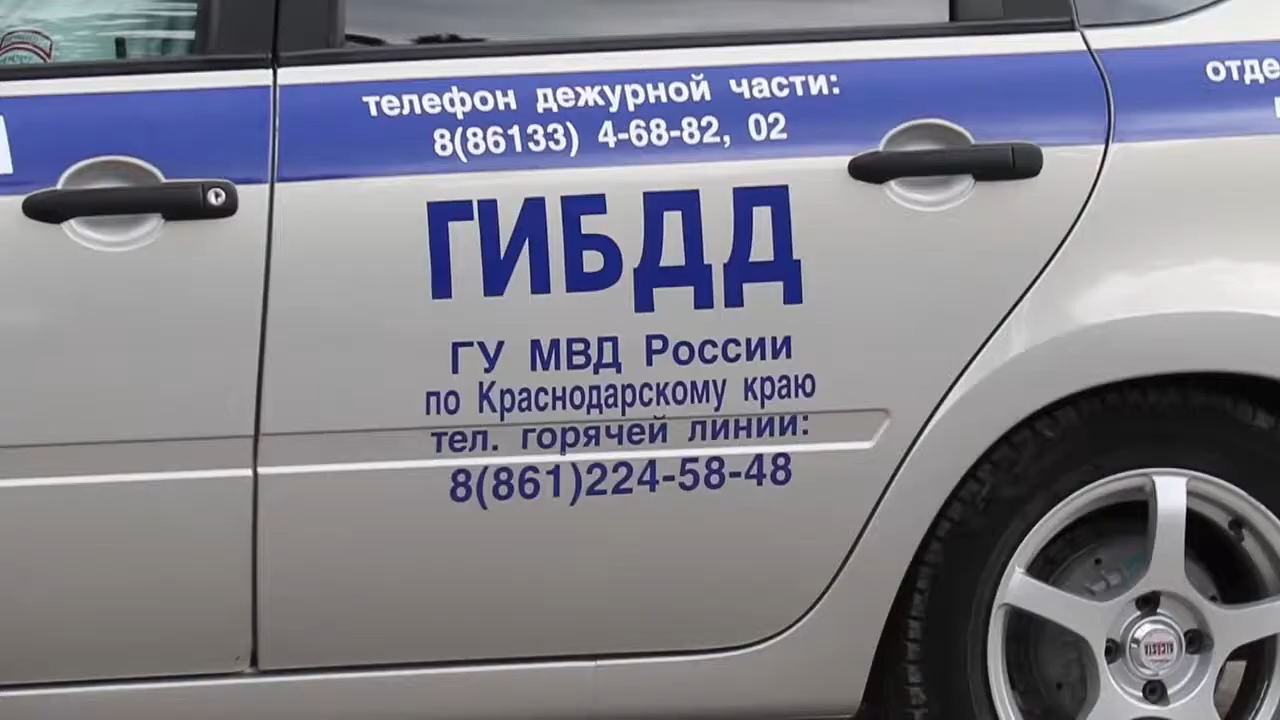 телефон дежурной части:
8(86133) 4-68-82, 02
ГИБДД
ГУ МВД России
по Краснодарскому краю
тел. горячей линии:
8(861)224-58-48
отде